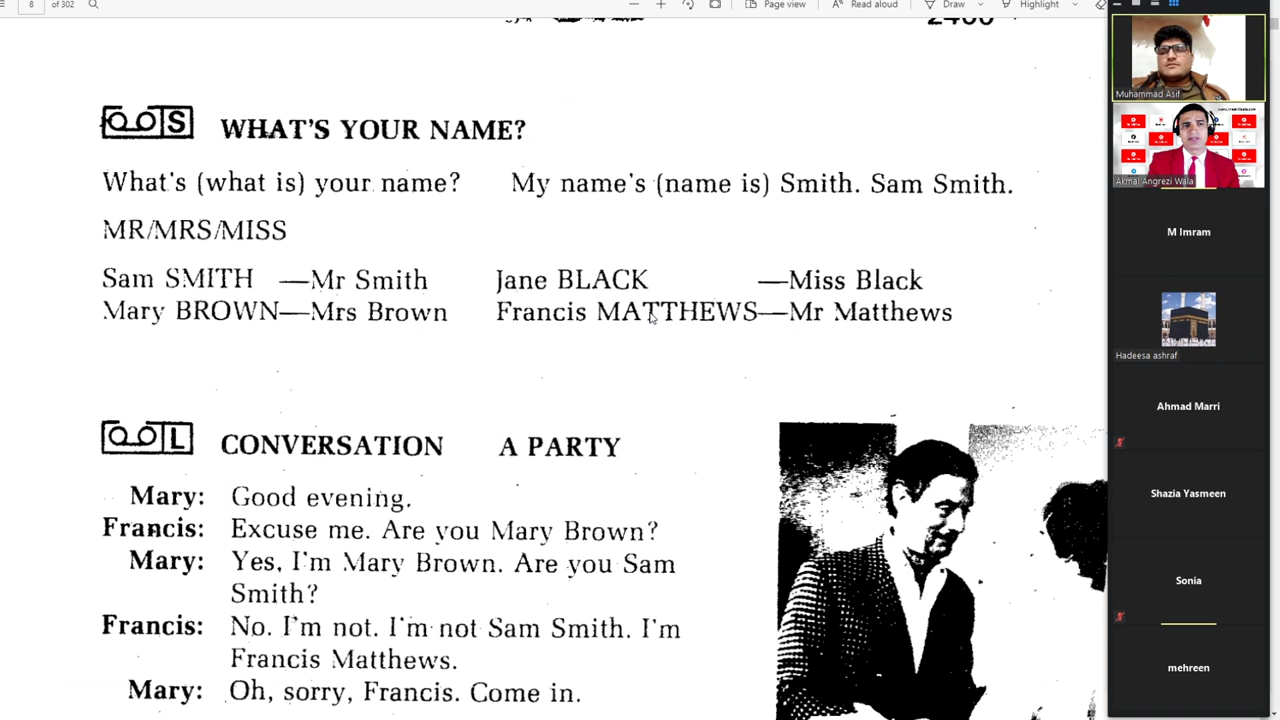 8 of 302 Page view Read aloud Draw Highlight
S WHAT'S YOUR NAME?
What's (what is) your name? My name's (name is) Smith. Sam Smith.
MR/MRS/MISS
Sam SMITH —Mr Smith Jane BLACK —Miss Black
Mary BROWN—Mrs Brown Francis MATTHEWS—Mr Matthews
L CONVERSATION A PARTY
Mary: Good evening.
Francis: Excuse me. Are you Mary Brown?
Mary: Yes, I'm Mary Brown. Are you Sam
Smith?
Francis: No. I'm not. I'm not Sam Smith. I'm
Francis Matthews.
Mary: Oh, sorry, Francis. Come in.
Muhammad Asif
Akmal Angrezi Wala
M Imram
Hadeesa ashraf
Ahmad Marri
Shazia Yasmeen
Sonia
mehreen